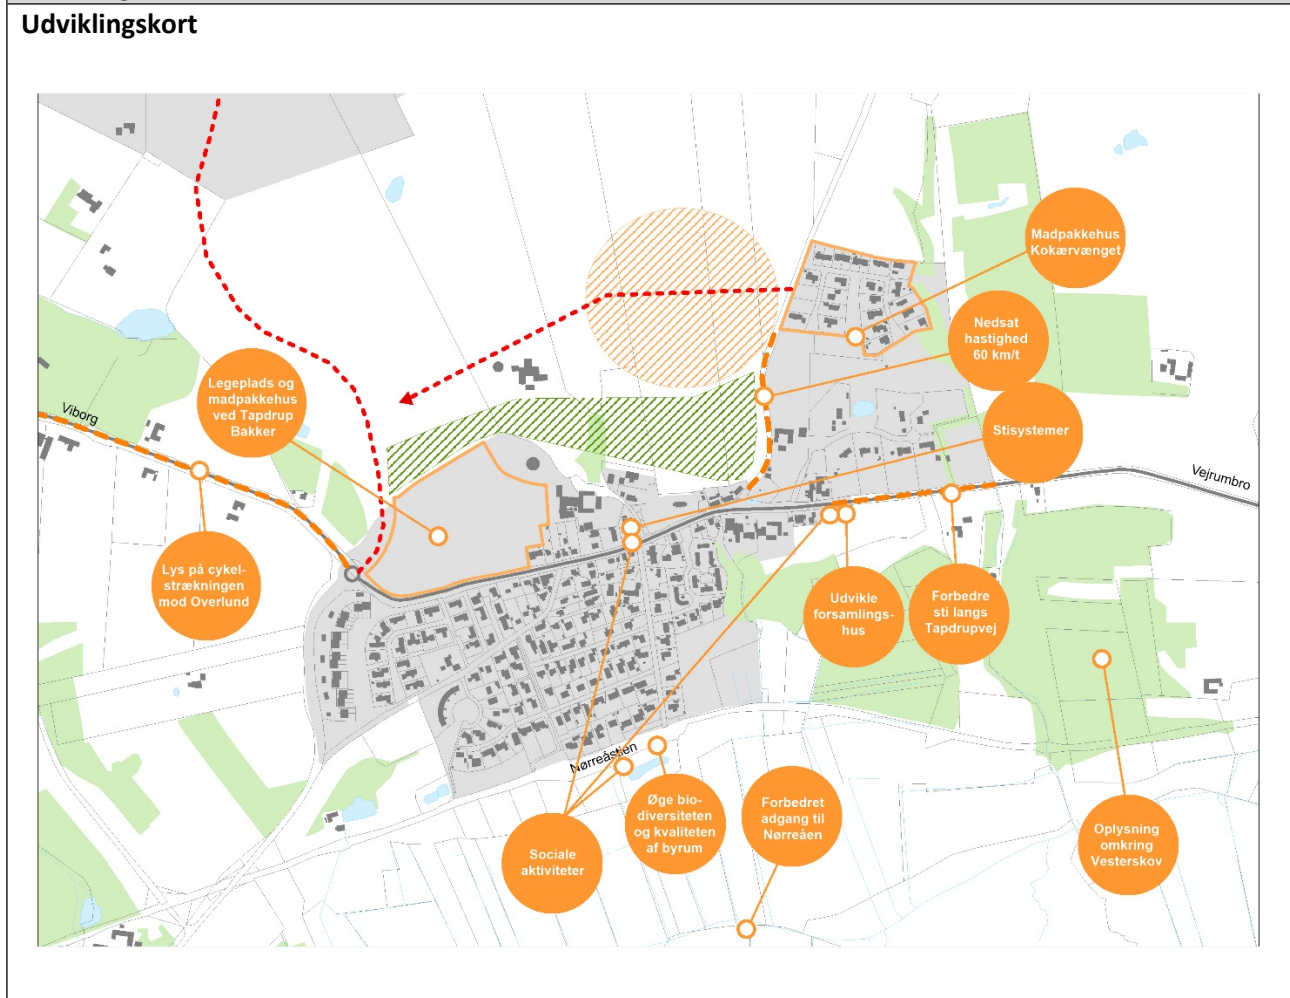 Udviklingskort
Madpakkehus
Kokærvænget
Nedsat
hastighed
60 km/t
Legeplads og
madpakkehus
ved Tapdrup
Bakker
Viborg
Stisystemer
Vejrumbro
Lys på cykel-
strækningen
mod Overlund
Udvikle
forsamlings-
hus
Forbedre
sti langs
Tapdrupvej
Nørreåstien
Øge bio-
diversiteten
og kvaliteten
af byrum
Forbedret
adgang til
Nørreåen
Sociale
aktiviteter
Oplysning
omkring
Vesterskov